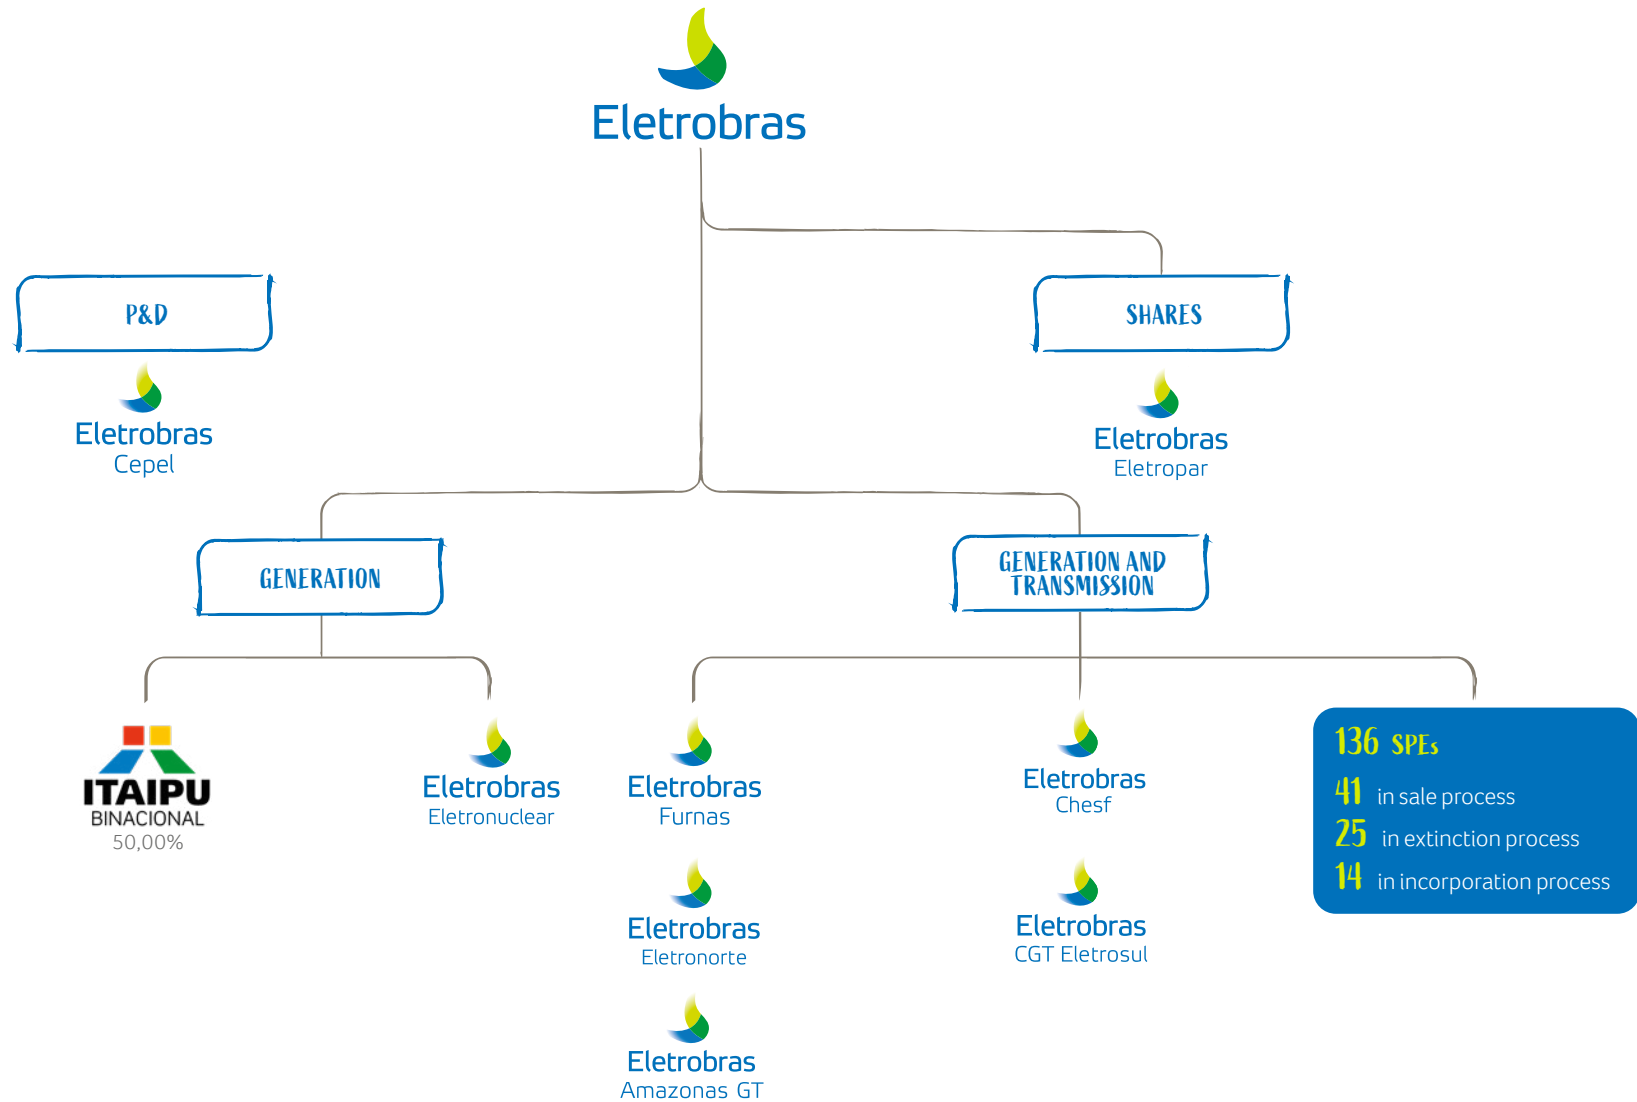 Eletrobras
P&D
SHARES
Eletrobras
Cepel
Eletrobras
Eletropar
GENERATION
GENERATION AND
TRANSMISSION
ITAIPU
BINACIONAL
50,00%
Eletrobras
Eletronuclear
Eletrobras
Furnas
Eletrobras
Chesf
136 SPEs
41 in sale process
25 in extinction process
14 in incorporation process
Eletrobras
Eletronorte
Eletrobras
CGT Eletrosul
Eletrobras
Amazonas GT